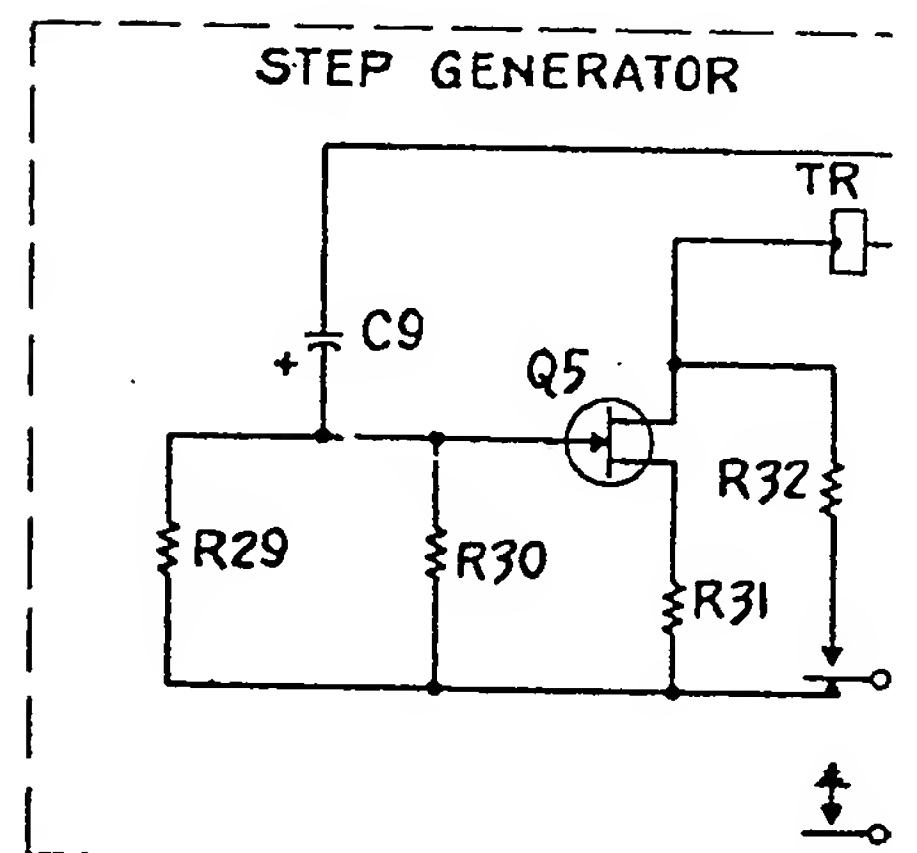 STEP GENERATOR
TR
C9
+
Q5
R32
R29
R30
R31